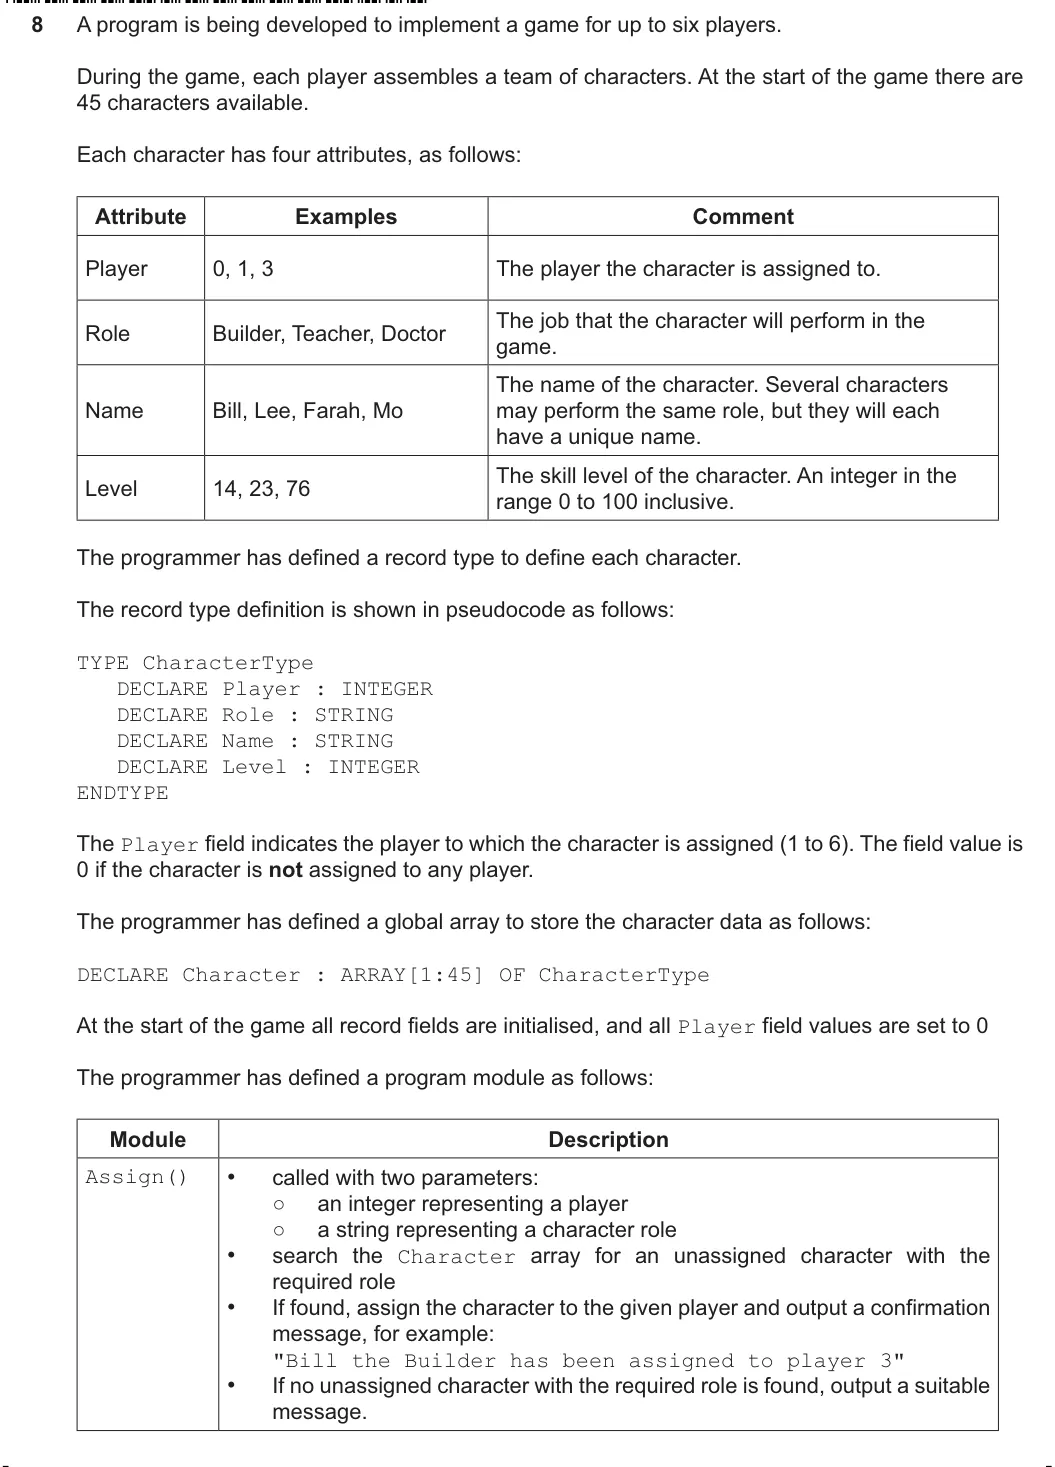 8 A program is being developed to implement a game for up to six players.
During the game, each player assembles a team of characters. At the start of the game there are
45 characters available.
Each character has four attributes, as follows:
Attribute Examples Comment
Player 0, 1, 3 The player the character is assigned to.
Role Builder, Teacher, Doctor The job that the character will perform in the
game.
Name Bill, Lee, Farah, Mo The name of the character. Several characters
may perform the same role, but they will each
have a unique name.
Level 14, 23, 76 The skill level of the character. An integer in the
range 0 to 100 inclusive.
The programmer has defined a record type to define each character.
The record type definition is shown in pseudocode as follows:
TYPE CharacterType
DECLARE Player : INTEGER
DECLARE Role : STRING
DECLARE Name : STRING
DECLARE Level : INTEGER
ENDTYPE
The Player field indicates the player to which the character is assigned (1 to 6). The field value is
0 if the character is not assigned to any player.
The programmer has defined a global array to store the character data as follows:
DECLARE Character : ARRAY[1:45] OF CharacterType
At the start of the game all record fields are initialised, and all Player field values are set to 0
The programmer has defined a program module as follows:
Module Description
Assign() • called with two parameters:
○ an integer representing a player
○ a string representing a character role
• search the Character array for an unassigned character with the
required role
• If found, assign the character to the given player and output a confirmation
message, for example:
"Bill the Builder has been assigned to player 3"
• If no unassigned character with the required role is found, output a suitable
message.